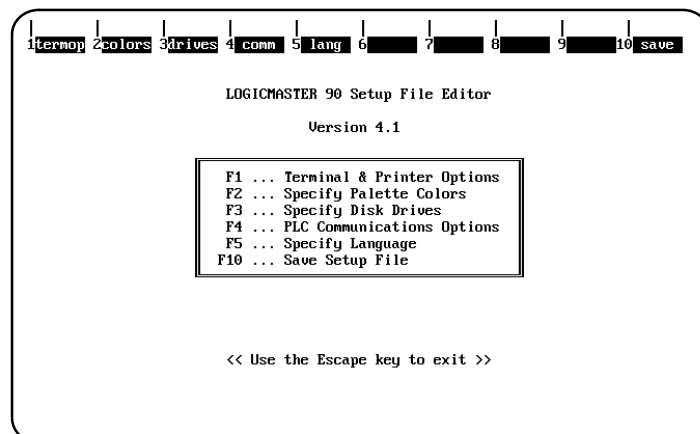 1termop 2colors 3drives 4 comm 5 lang 6 7 8 9 10 save
LOGICMASTER 90 Setup File Editor
Version 4.1
F1 ... Terminal & Printer Options
F2 ... Specify Palette Colors
F3 ... Specify Disk Drives
F4 ... PLC Communications Options
F5 ... Specify Language
F10 ... Save Setup File
<< Use the Escape key to exit >>